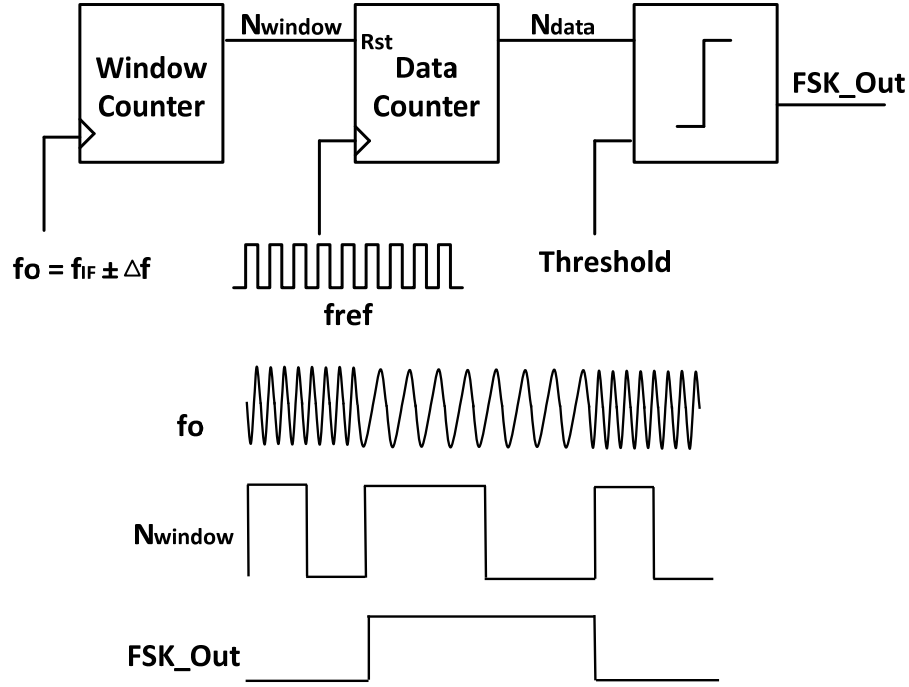 Nwindow
Ndata
Window
Counter
Rst
Data
Counter
FSK_Out
fo = fIF ± △f
fref
Threshold
fo
Nwindow
FSK_Out